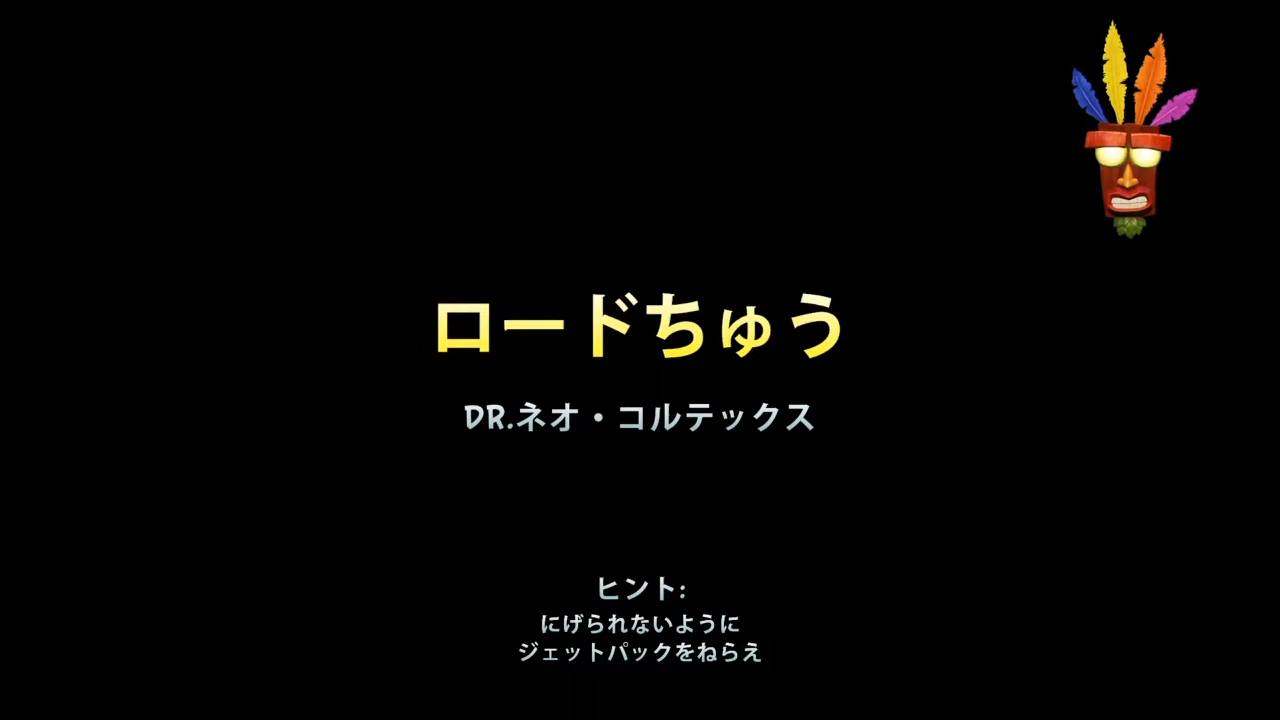 ロードちゅう
DR.ネオ・コルテックス
ヒント:
にげられないように
ジェットパックをねらえ